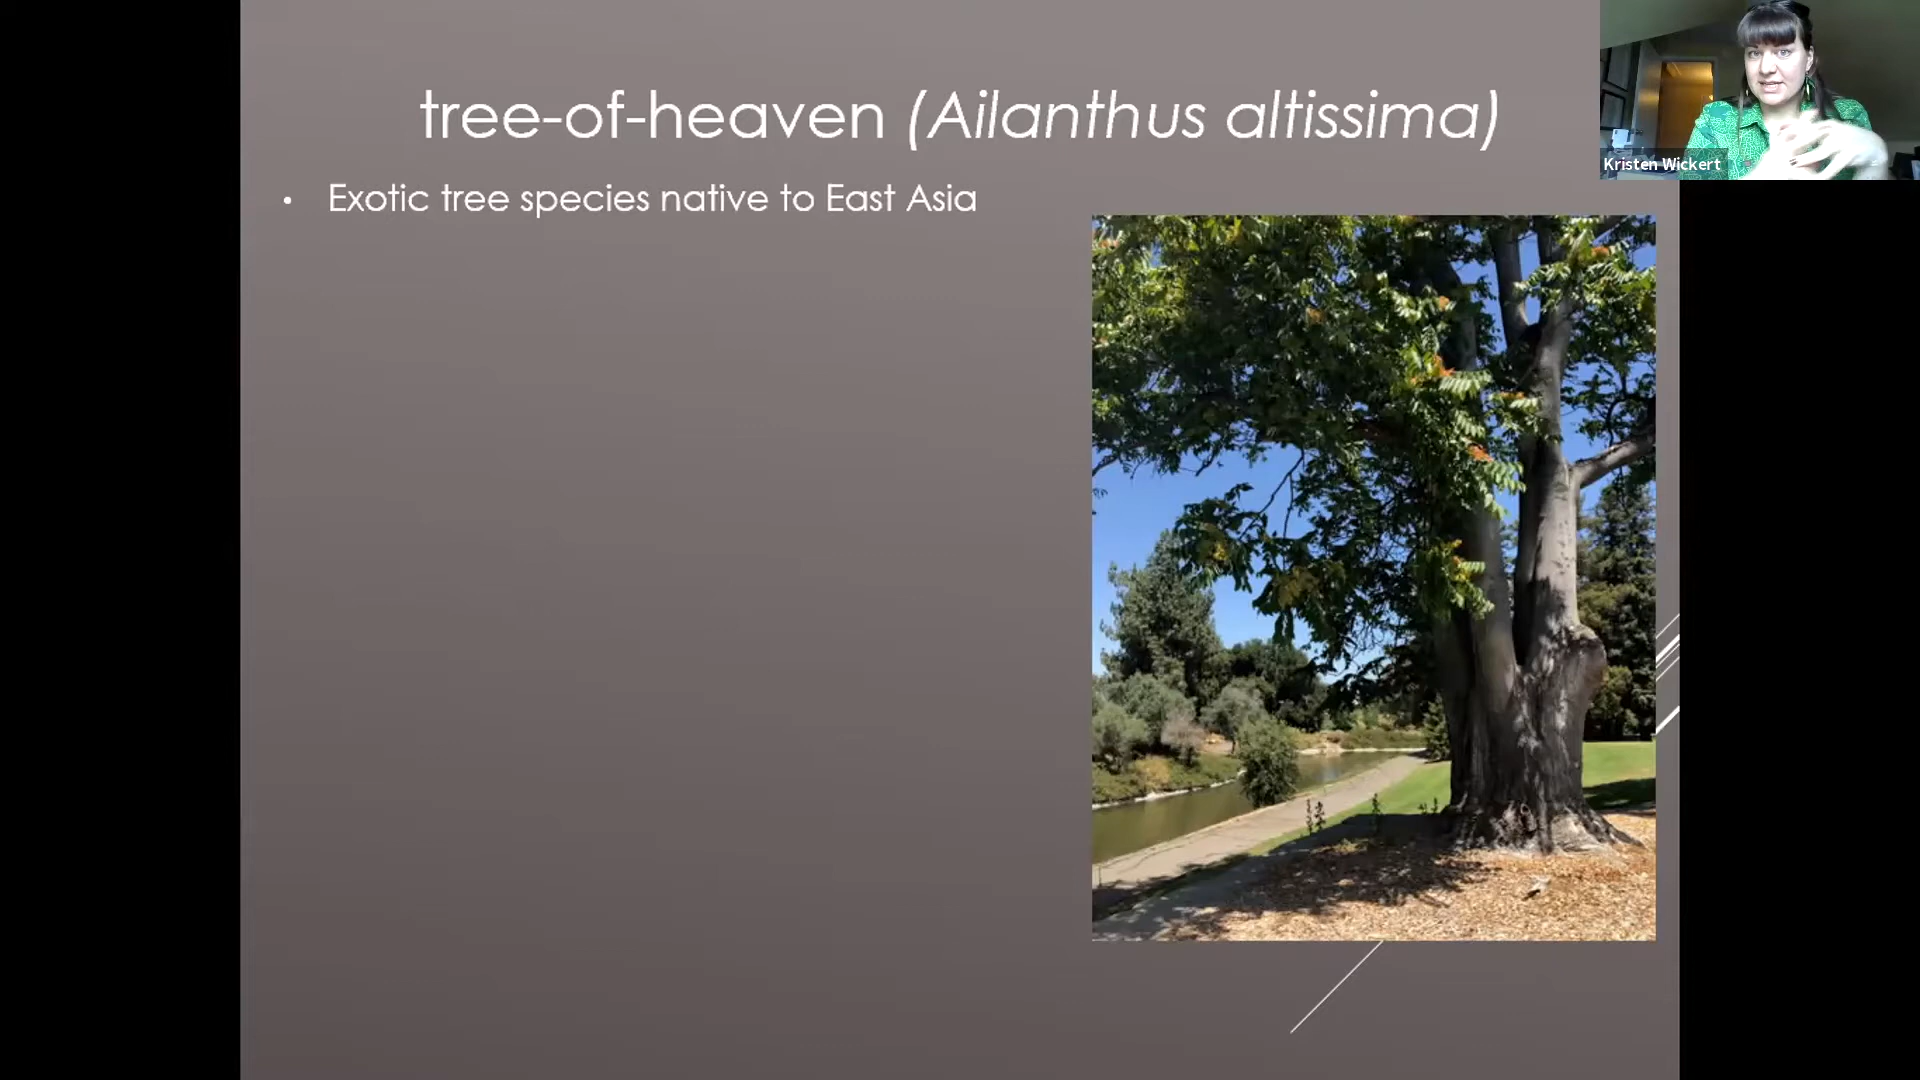 tree-of-heaven (Ailanthus altissima)
Kristen Wickert
• Exotic tree species native to East Asia